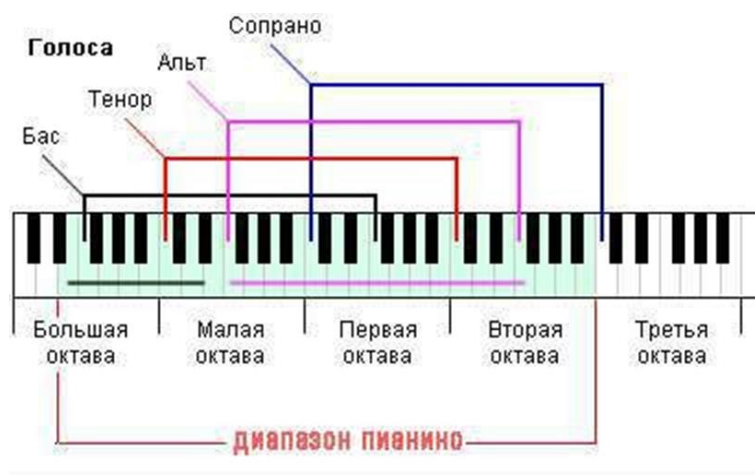 Сопрано
Голоса
Альт
Тенор
Бас
Большая октава
Малая октава
Первая октава
Вторая октава
Третья октава
диапазон пианино